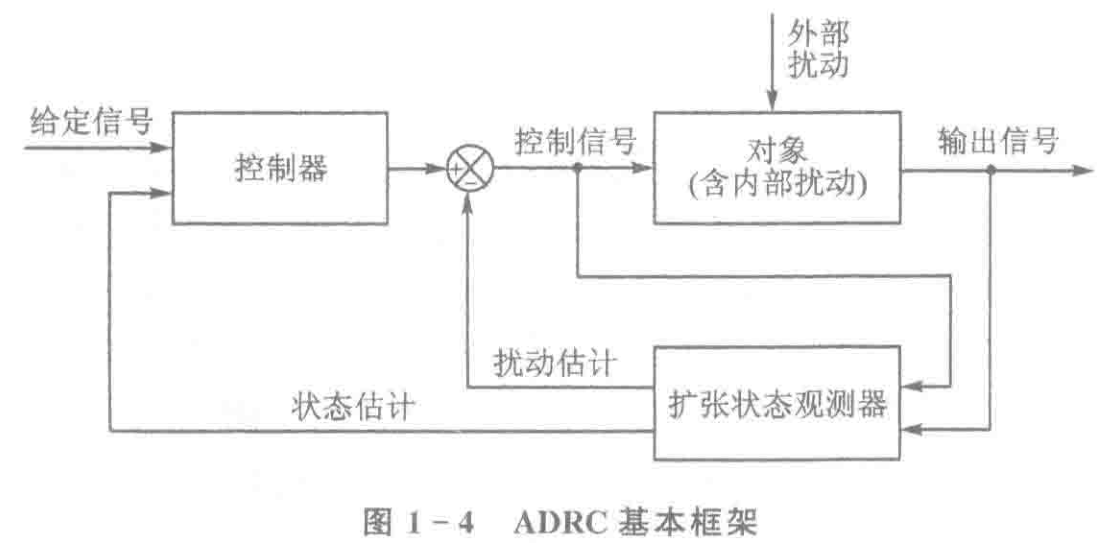 外部
扰动
给定信号
控制器
+
−
控制信号
对象
(含内部扰动)
输出信号
扰动估计
状态估计
扩张状态观测器
图 1-4 ADRC 基本框架